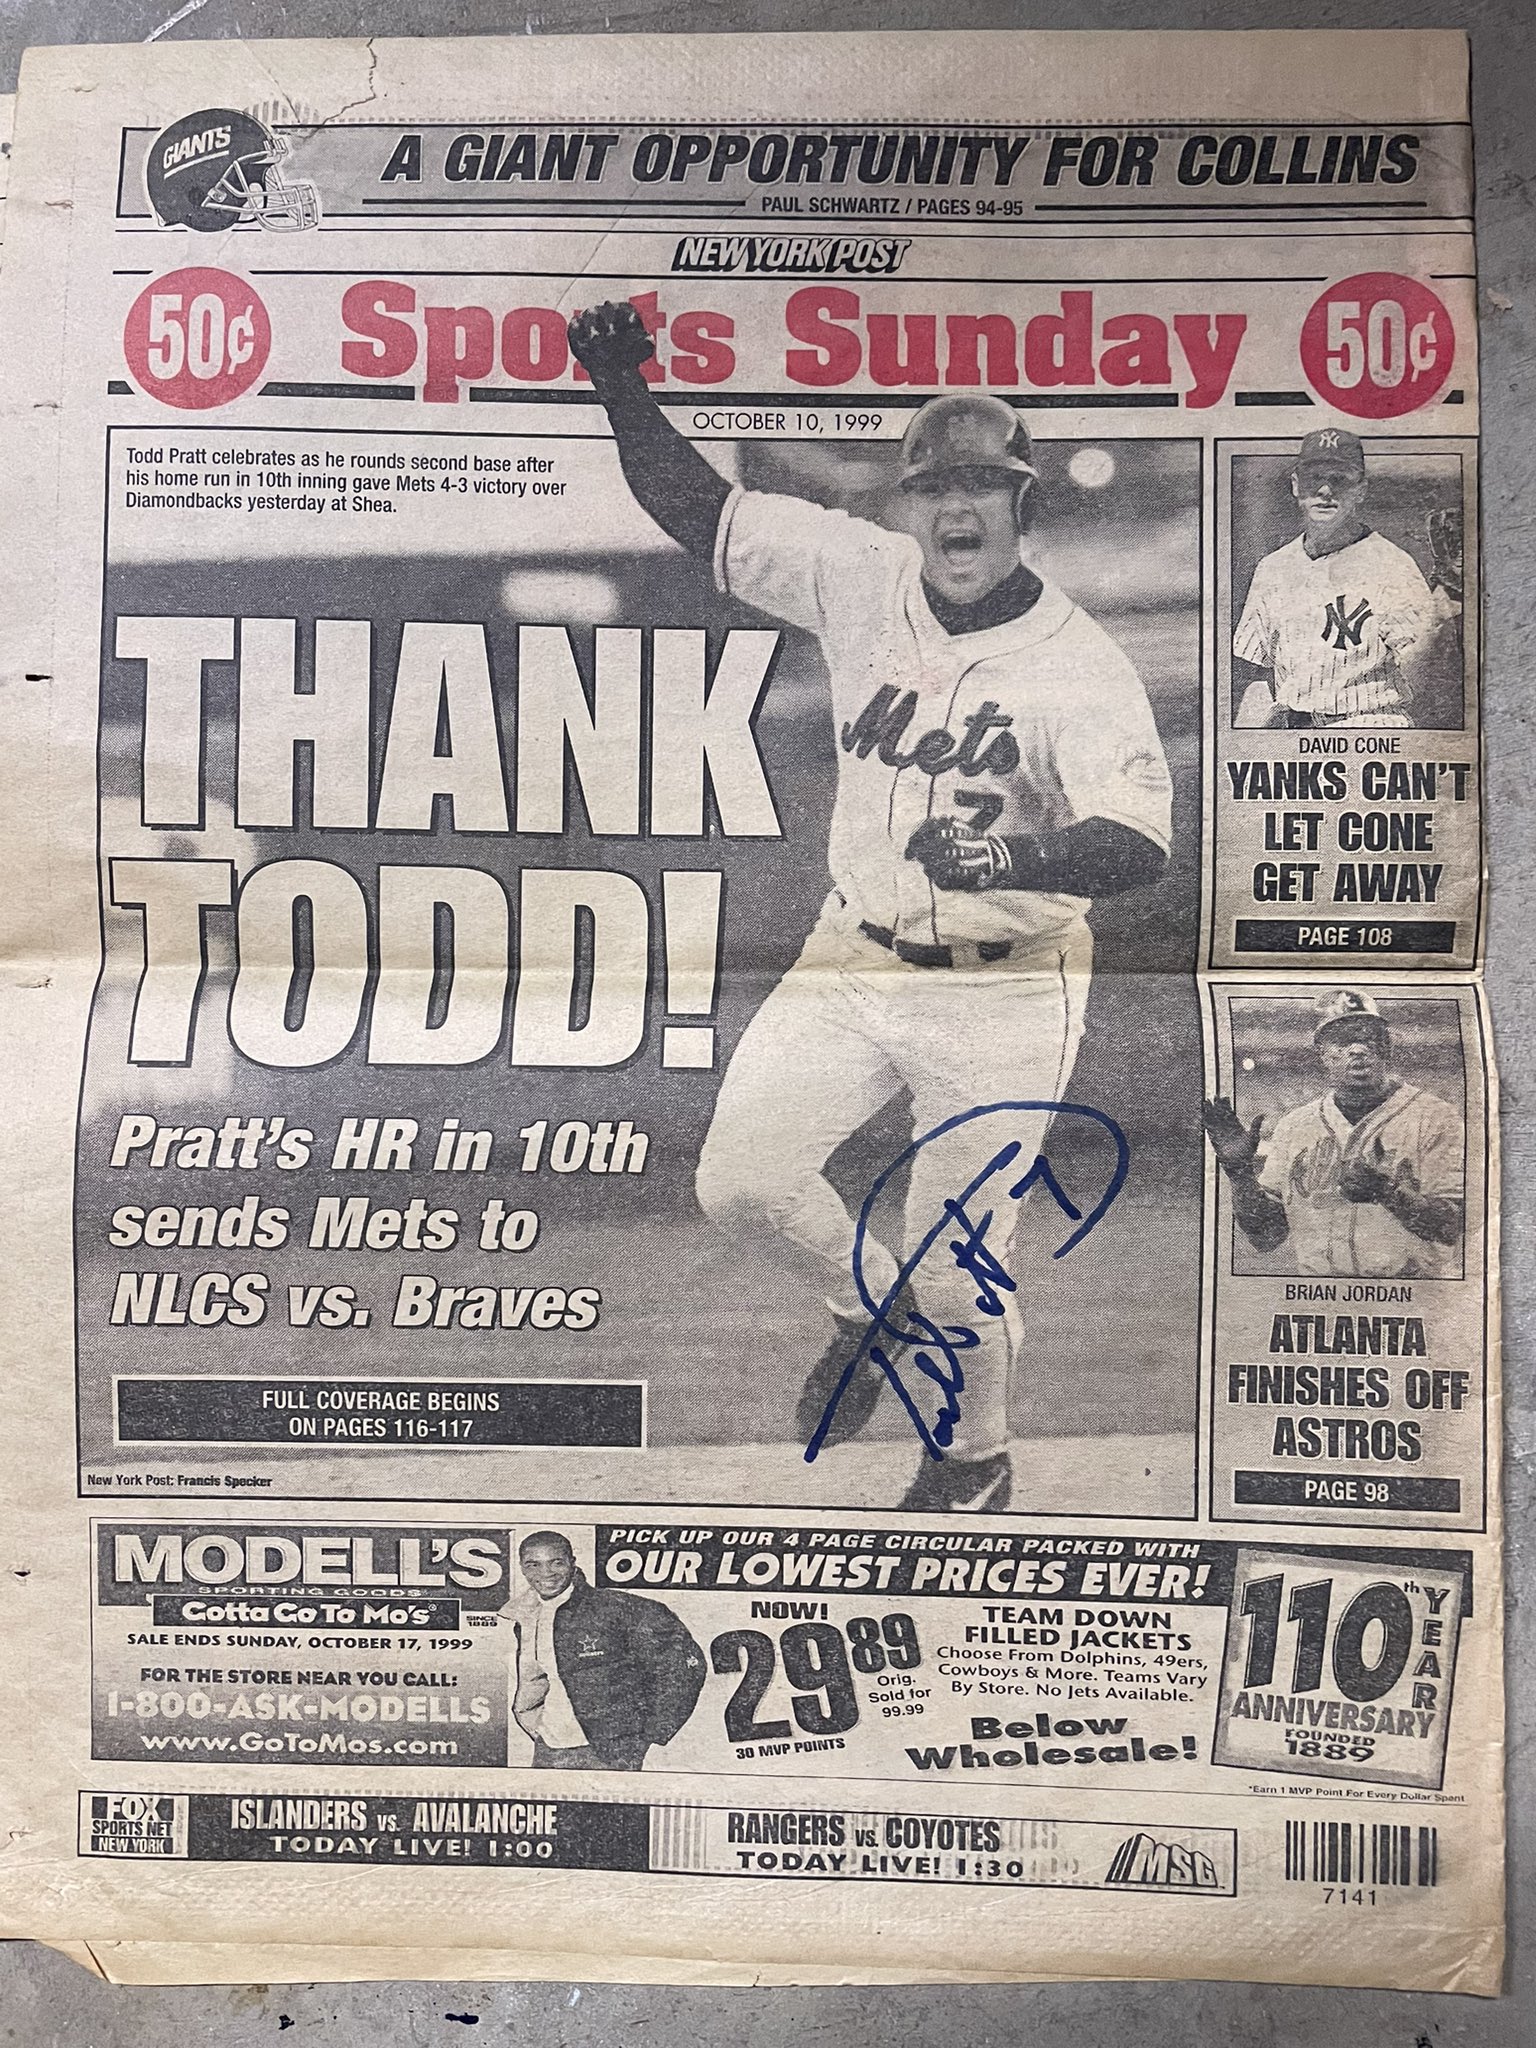 GIANTS
A GIANT OPPORTUNITY FOR COLLINS
PAUL SCHWARTZ / PAGES 94-95
NEW YORK POST
50¢ Sports Sunday 50¢
OCTOBER 10, 1999
Todd Pratt celebrates as he rounds second base after
his home run in 10th inning gave Mets 4-3 victory over
Diamondbacks yesterday at Shea.
THANK
TODD!
Pratt's HR in 10th
sends Mets to
NLCS vs. Braves
FULL COVERAGE BEGINS
ON PAGES 116-117
New York Post: Francis Specker
Mets
7
7
NY
NY
DAVID CONE
YANKS CAN'T
LET CONE
GET AWAY
PAGE 108
BRIAN JORDAN
ATLANTA
FINISHES OFF
ASTROS
PAGE 98
MODELL'S
SPORTING GOODS
Gotta Go To Mo's®
SINCE
1889
SALE ENDS SUNDAY, OCTOBER 17, 1999
FOR THE STORE NEAR YOU CALL:
1-800-ASK-MODELLS
www.GoToMos.com
PICK UP OUR 4 PAGE CIRCULAR PACKED WITH
OUR LOWEST PRICES EVER!
NOW!
29 89
Orig.
Sold for
99.99
30 MVP POINTS
TEAM DOWN
FILLED JACKETS
Choose From Dolphins, 49ers,
Cowboys & More. Teams Vary
By Store. No Jets Available.
Below
Wholesale!
110th YEAR
ANNIVERSARY
FOUNDED
1889
*Earn 1 MVP Point For Every Dollar Spent
FOX
SPORTS NET
NEW YORK
ISLANDERS vs. AVALANCHE
TODAY LIVE! 1:00
RANGERS vs. COYOTES
TODAY LIVE! 1:30
MSG
7141